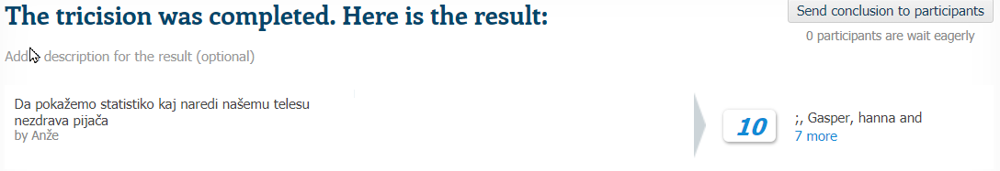 The tricision was completed. Here is the result:
Send conclusion to participants
0 participants are wait eagerly
Add description for the result (optional)
Da pokažemo statistiko kaj naredi našemu telesu
nezdrava pijača
by Anže
10
;, Gasper, hanna and
7 more